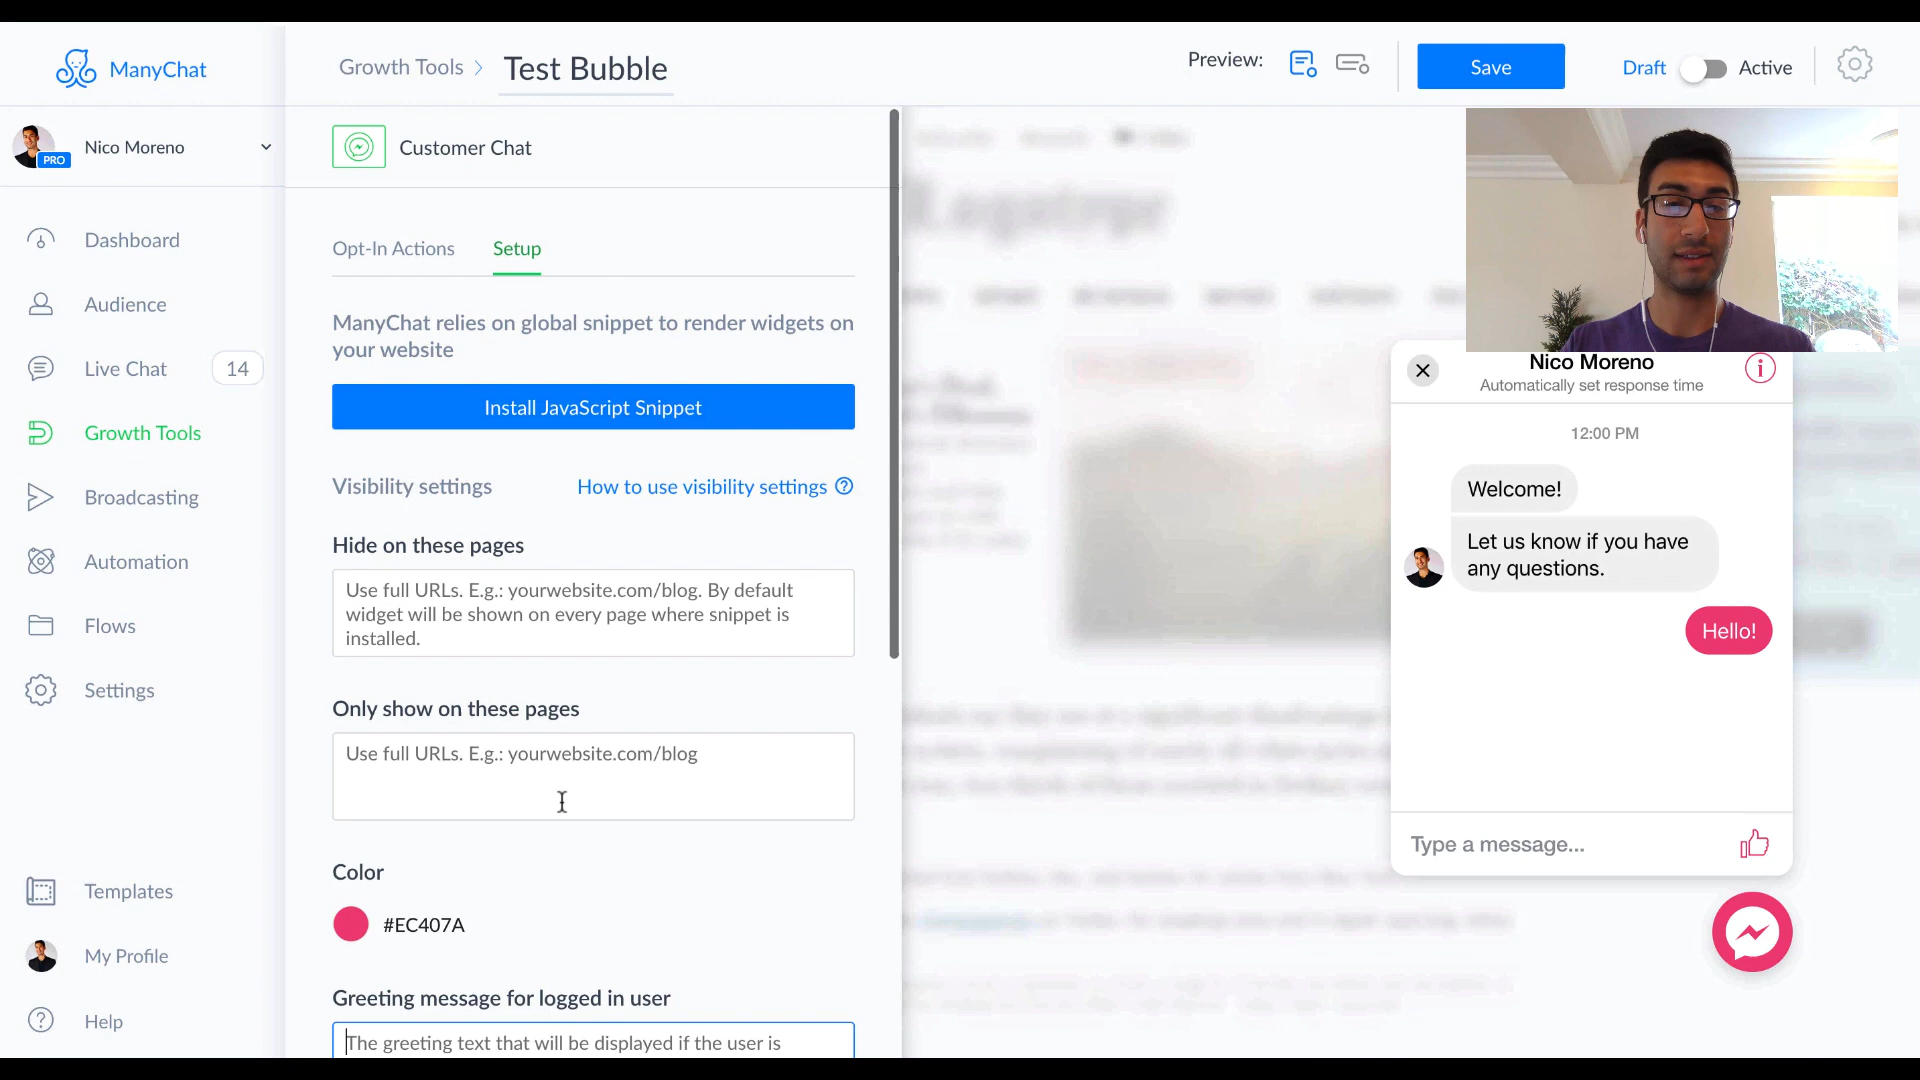 ManyChat
Growth Tools
Test Bubble
Preview:
Save
Draft
Active
PRO
Nico Moreno
Dashboard
Audience
Live Chat
14
Growth Tools
Broadcasting
Automation
Flows
Settings
Templates
My Profile
Help
Customer Chat
Opt-In Actions
Setup
ManyChat relies on global snippet to render widgets on
your website
Install JavaScript Snippet
Visibility settings
How to use visibility settings
Hide on these pages
Use full URLs. E.g.: yourwebsite.com/blog. By default
widget will be shown on every page where snippet is
installed.
Only show on these pages
Use full URLs. E.g.: yourwebsite.com/blog
Color
#EC407A
Greeting message for logged in user
The greeting text that will be displayed if the user is
Nico Moreno
Automatically set response time
12:00 PM
Welcome!
Let us know if you have
any questions.
Hello!
Type a message...